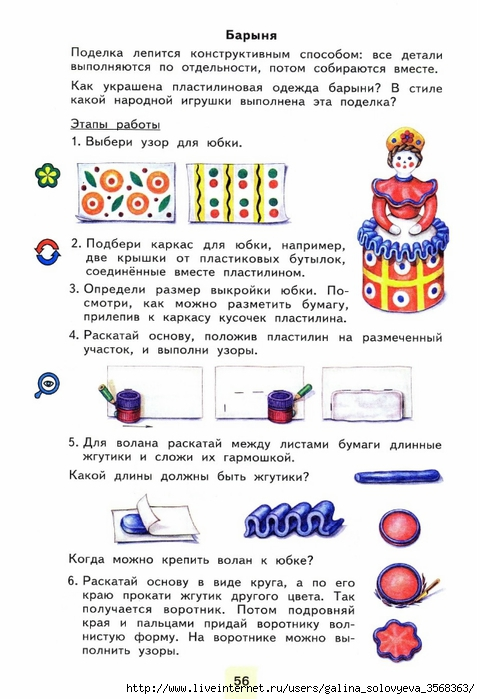 Барыня
Поделка лепится конструктивным способом: все детали
выполняются по отдельности, потом собираются вместе.
Как украшена пластилиновая одежда барыни? В стиле
какой народной игрушки выполнена эта поделка?
Этапы работы
1. Выбери узор для юбки.
2. Подбери каркас для юбки, например,
две крышки от пластиковых бутылок,
соединённые вместе пластилином.
3. Определи размер выкройки юбки. По-
смотри, как можно разметить бумагу,
прилепив к каркасу кусочек пластилина.
4. Раскатай основу, положив пластилин на размеченный
участок, и выполни узоры.
5. Для волана раскатай между листами бумаги длинные
жгутики и сложи их гармошкой.
Какой длины должны быть жгутики?
Когда можно крепить волан к юбке?
6. Раскатай основу в виде круга, а по его
краю прокати жгутик другого цвета. Так
получается воротник. Потом подровняй
края и пальцами придай воротнику вол-
нистую форму. На воротнике можно вы-
полнить узоры.
56
http://www.liveinternet.ru/users/galina_solovyeva_3568363/